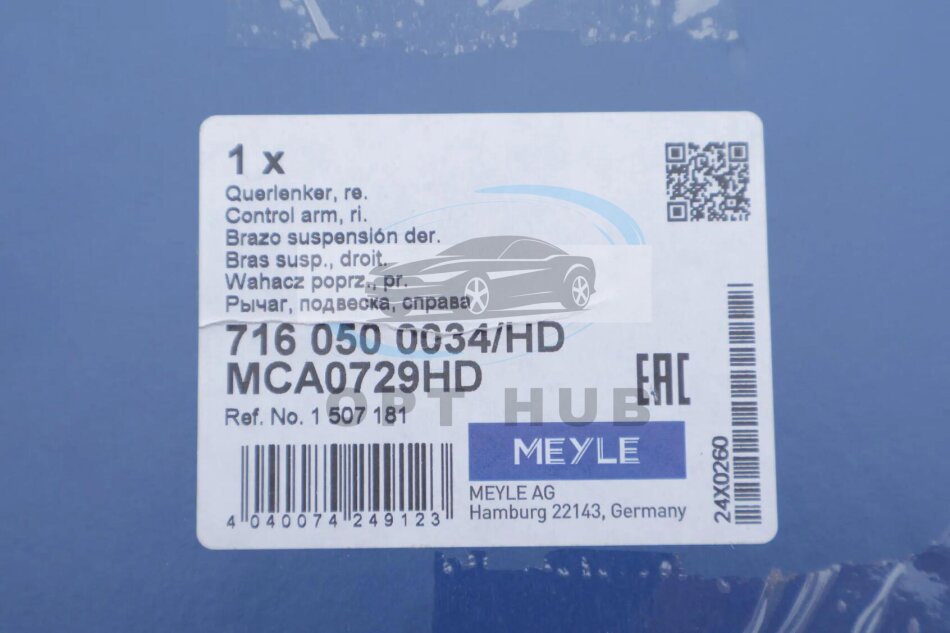 1 x
Querlenker, re.
Control arm, ri.
Brazo suspensión der.
Bras susp., droit.
Wahacz poprz., pr.
Рычаг, подвеска, справа
716 050 0034/HD
MCA0729HD
EAC
OPT HUB
Ref. No. 1 507 181
MEYLE
MEYLE AG
Hamburg 22143, Germany
4 040074 249123
24X0260